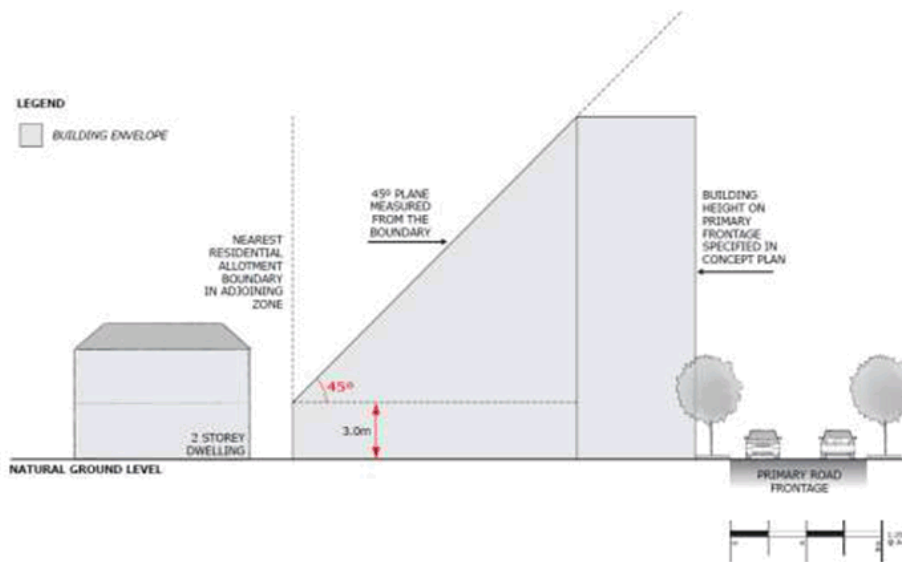 LEGEND
BUILDING ENVELOPE
NEAREST
RESIDENTIAL
ALLOTMENT
BOUNDARY
IN ADJOINING
ZONE
45º PLANE
MEASURED
FROM THE
BOUNDARY
BUILDING
HEIGHT ON
PRIMARY
FRONTAGE
SPECIFIED IN
CONCEPT PLAN
45º
3.0m
2 STOREY
DWELLING
NATURAL GROUND LEVEL
PRIMARY ROAD
FRONTAGE